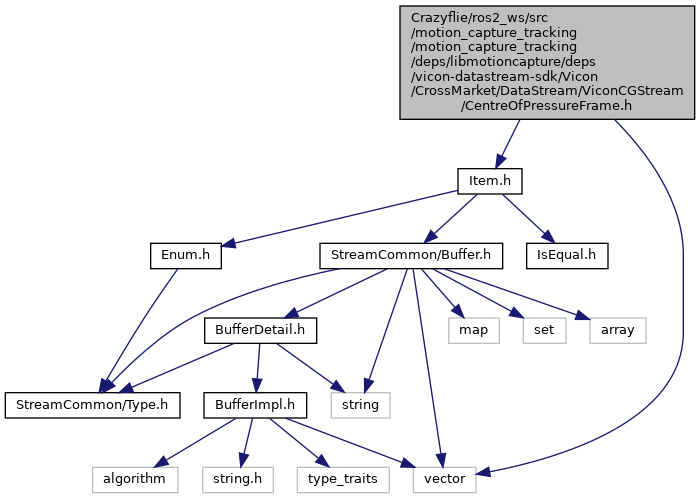 Crazyflie/ros2_ws/src
/motion_capture_tracking
/motion_capture_tracking
/deps/libmotioncapture/deps
/vicon-datastream-sdk/Vicon
/CrossMarket/DataStream/ViconCGStream
/CentreOfPressureFrame.h
Item.h
Enum.h
StreamCommon/Buffer.h
IsEqual.h
BufferDetail.h
map
set
array
StreamCommon/Type.h
BufferImpl.h
string
algorithm
string.h
type_traits
vector